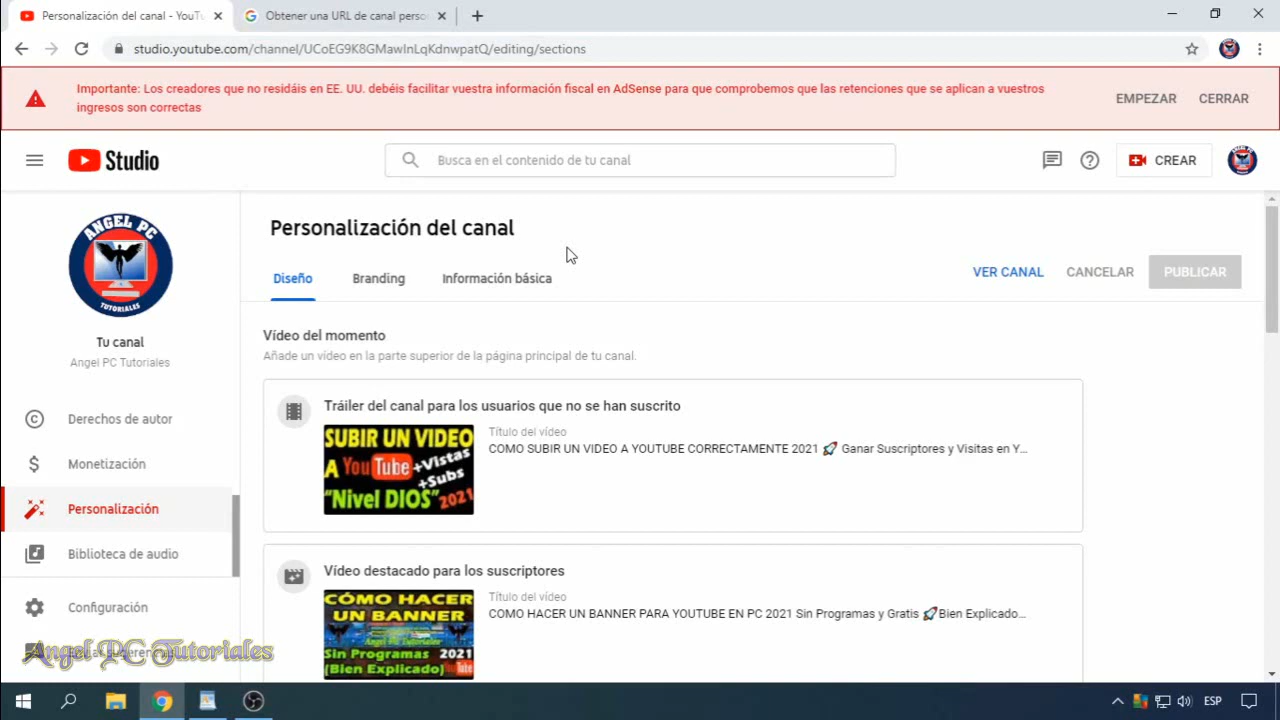 Personalización del canal - YouTu
Obtener una URL de canal perso
studio.youtube.com/channel/UCoEG9K8GMawInLqKdnwpatQ/editing/sections
Importante: Los creadores que no residáis en EE. UU. debéis facilitar vuestra información fiscal en AdSense para que comprobemos que las retenciones que se aplican a vuestros
ingresos son correctas
EMPEZAR
CERRAR
Studio
Busca en el contenido de tu canal
CREAR
ANGEL PC
TUTORIALES
Tu canal
Angel PC Tutoriales
Derechos de autor
Monetización
Personalización
Biblioteca de audio
Configuración
Angel PC Tutoriales
Personalización del canal
Diseño
Branding
Información básica
VER CANAL
CANCELAR
PUBLICAR
Vídeo del momento
Añade un vídeo en la parte superior de la página principal de tu canal.
Tráiler del canal para los usuarios que no se han suscrito
SUBIR UN VIDEO
A YouTube +Vistas
+Subs
"Nivel DIOS" 2021
Título del vídeo
COMO SUBIR UN VIDEO A YOUTUBE CORRECTAMENTE 2021 🚀 Ganar Suscriptores y Visitas en Y...
Vídeo destacado para los suscriptores
CÓMO HACER
UN BANNER
Angel PC Tutoriales
Sin Programas 2021
(Bien Explicado)
Título del vídeo
COMO HACER UN BANNER PARA YOUTUBE EN PC 2021 Sin Programas y Gratis 🚀Bien Explicado...
ESP